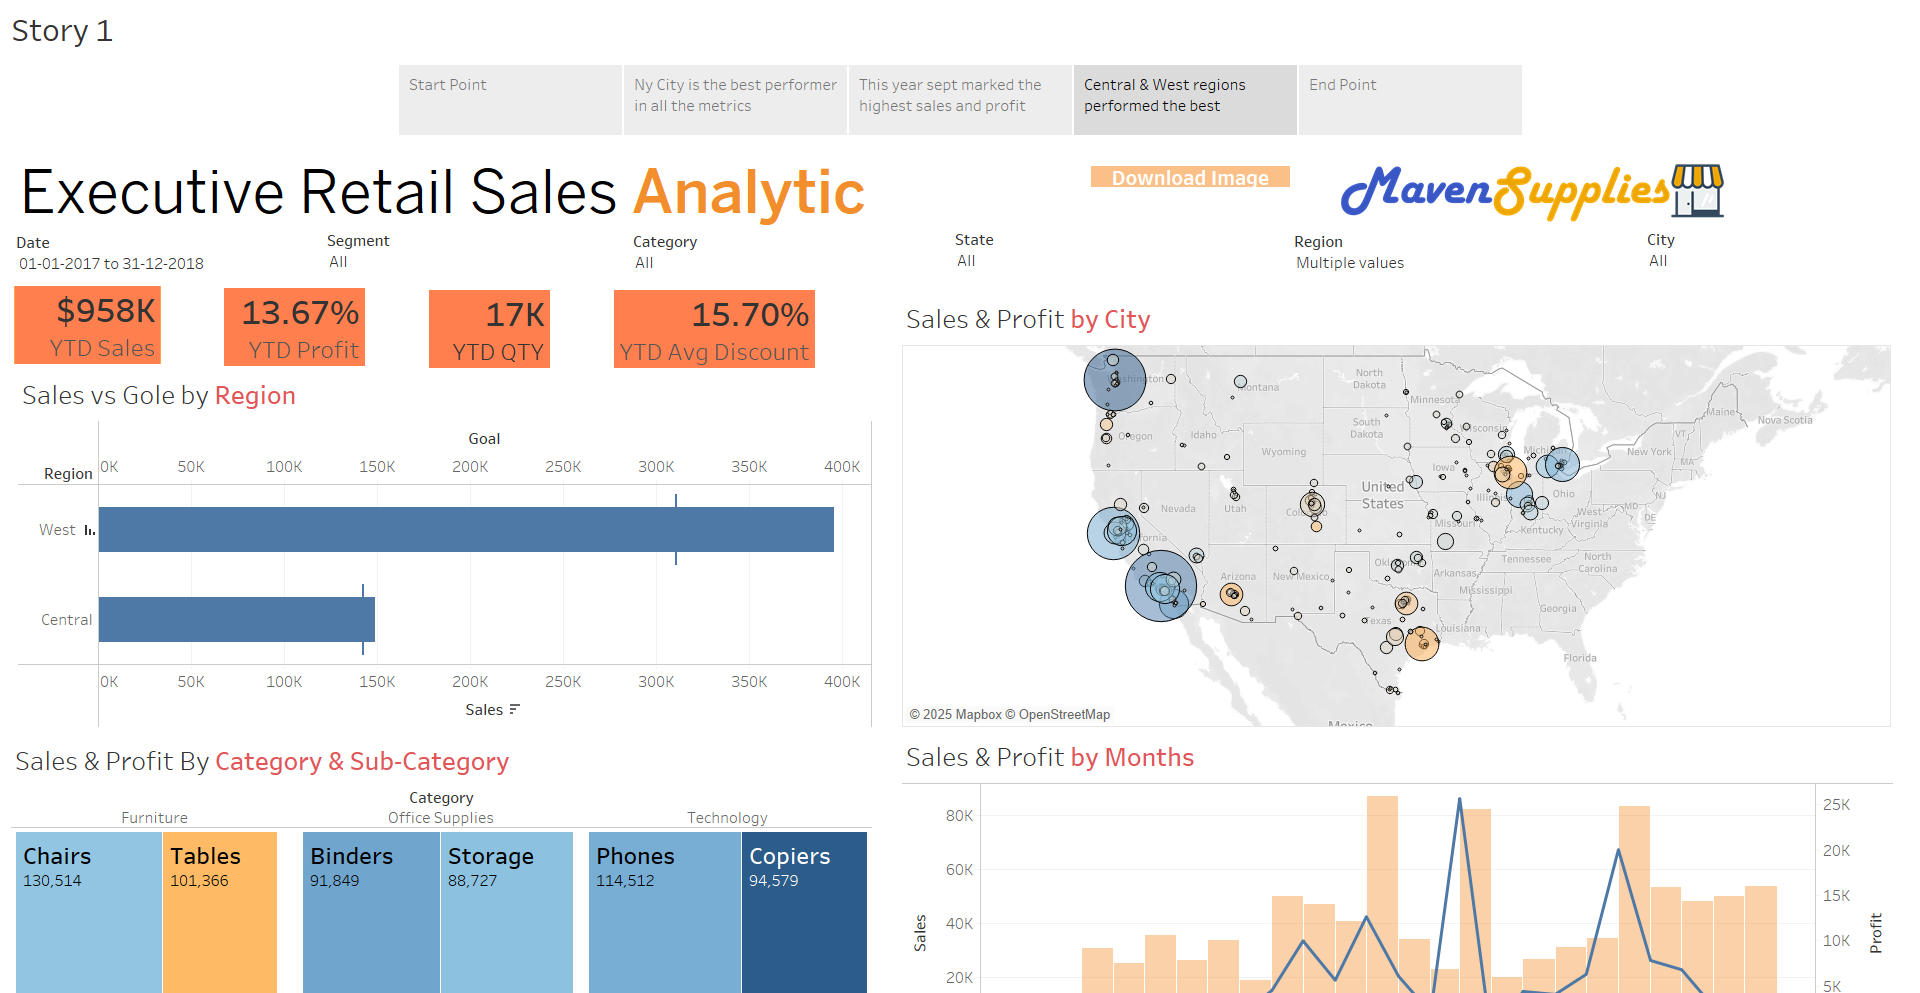 Story 1
Start Point
Ny City is the best performer
in all the metrics
This year sept marked the
highest sales and profit
Central & West regions
performed the best
End Point
Executive Retail Sales Analytic
Download Image
MavenSupplies
Date
01-01-2017 to 31-12-2018
Segment
All
Category
All
State
All
Region
Multiple values
City
All
$958K
YTD Sales
13.67%
YTD Profit
17K
YTD QTY
15.70%
YTD Avg Discount
Sales vs Gole by Region
Goal
Region
0K 50K 100K 150K 200K 250K 300K 350K 400K
West
Central
0K 50K 100K 150K 200K 250K 300K 350K 400K
Sales
Sales & Profit by City
Montana
North
Dakota
Minnesota
Maine
Nova Scotia
Oregon
Idaho
South
Dakota
Wisconsin
VT
New York
MA
Wyoming
Iowa
United
States
Ohio
NJ
MD
DE
Nevada
Utah
West
Virginia
Missouri
Kentucky
North
Carolina
Tennessee
Arizona
New Mexico
Arkansas
Mississippi
Georgia
Texas
Louisiana
Florida
Mexico
© 2025 Mapbox © OpenStreetMap
Sales & Profit By Category & Sub-Category
Category
Furniture
Office Supplies
Technology
Chairs
130,514
Tables
101,366
Binders
91,849
Storage
88,727
Phones
114,512
Copiers
94,579
Sales & Profit by Months
Sales
80K
60K
40K
20K
25K
20K
15K
10K
5K
Profit